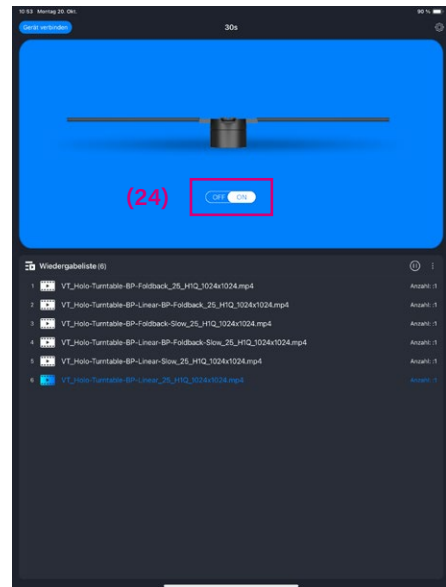 10:53 Montag 20. Okt.
90 %
Gerät verbinden
30s
(24)
OFF ON
Wiedergabeliste (6)
1 VT_Holo-Turntable-BP-Foldback_25_H1Q_1024x1024.mp4 Anzahl: :1
2 VT_Holo-Turntable-BP-Linear-BP-Foldback_25_H1Q_1024x1024.mp4 Anzahl: :1
3 VT_Holo-Turntable-BP-Foldback-Slow_25_H1Q_1024x1024.mp4 Anzahl: :1
4 VT_Holo-Turntable-BP-Linear-BP-Foldback-Slow_25_H1Q_1024x1024.mp4 Anzahl: :1
5 VT_Holo-Turntable-BP-Linear-Slow_25_H1Q_1024x1024.mp4 Anzahl: :1
6 VT_Holo-Turntable-BP-Linear_25_H1Q_1024x1024.mp4 Anzahl: :1